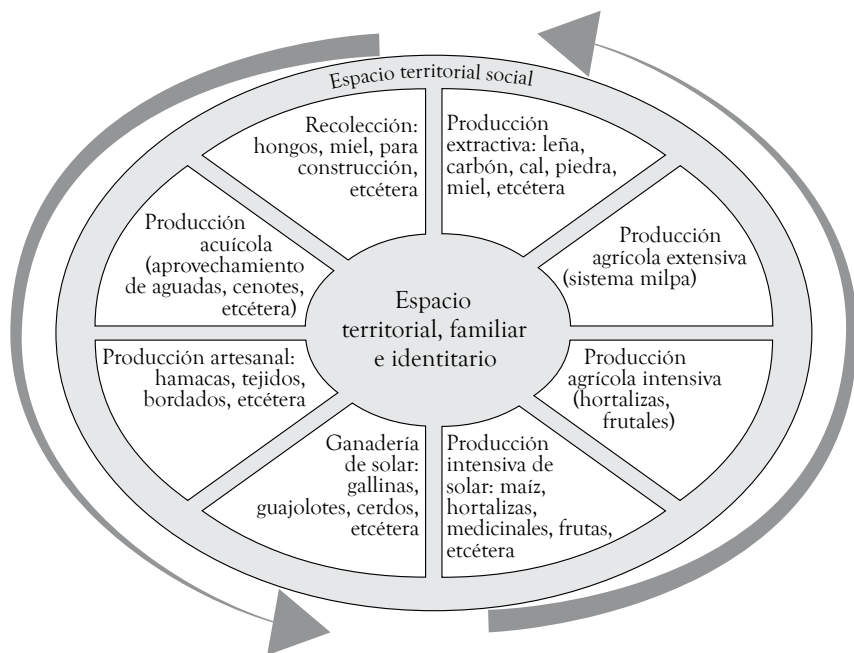 Espacio territorial social
Recolección:
hongos, miel, para
construcción,
etcétera
Producción
extractiva: leña,
carbón, cal, piedra,
miel, etcétera
Producción
acuícola
(aprovechamiento
de aguadas, cenotes,
etcétera)
Producción
agrícola extensiva
(sistema milpa)
Espacio
territorial, familiar
e identitario
Producción artesanal:
hamacas, tejidos,
bordados, etcétera
Producción
agrícola intensiva
(hortalizas,
frutales)
Ganadería
de solar:
gallinas,
guajolotes, cerdos,
etcétera
Producción
intensiva de
solar: maíz,
hortalizas,
medicinales, frutas,
etcétera